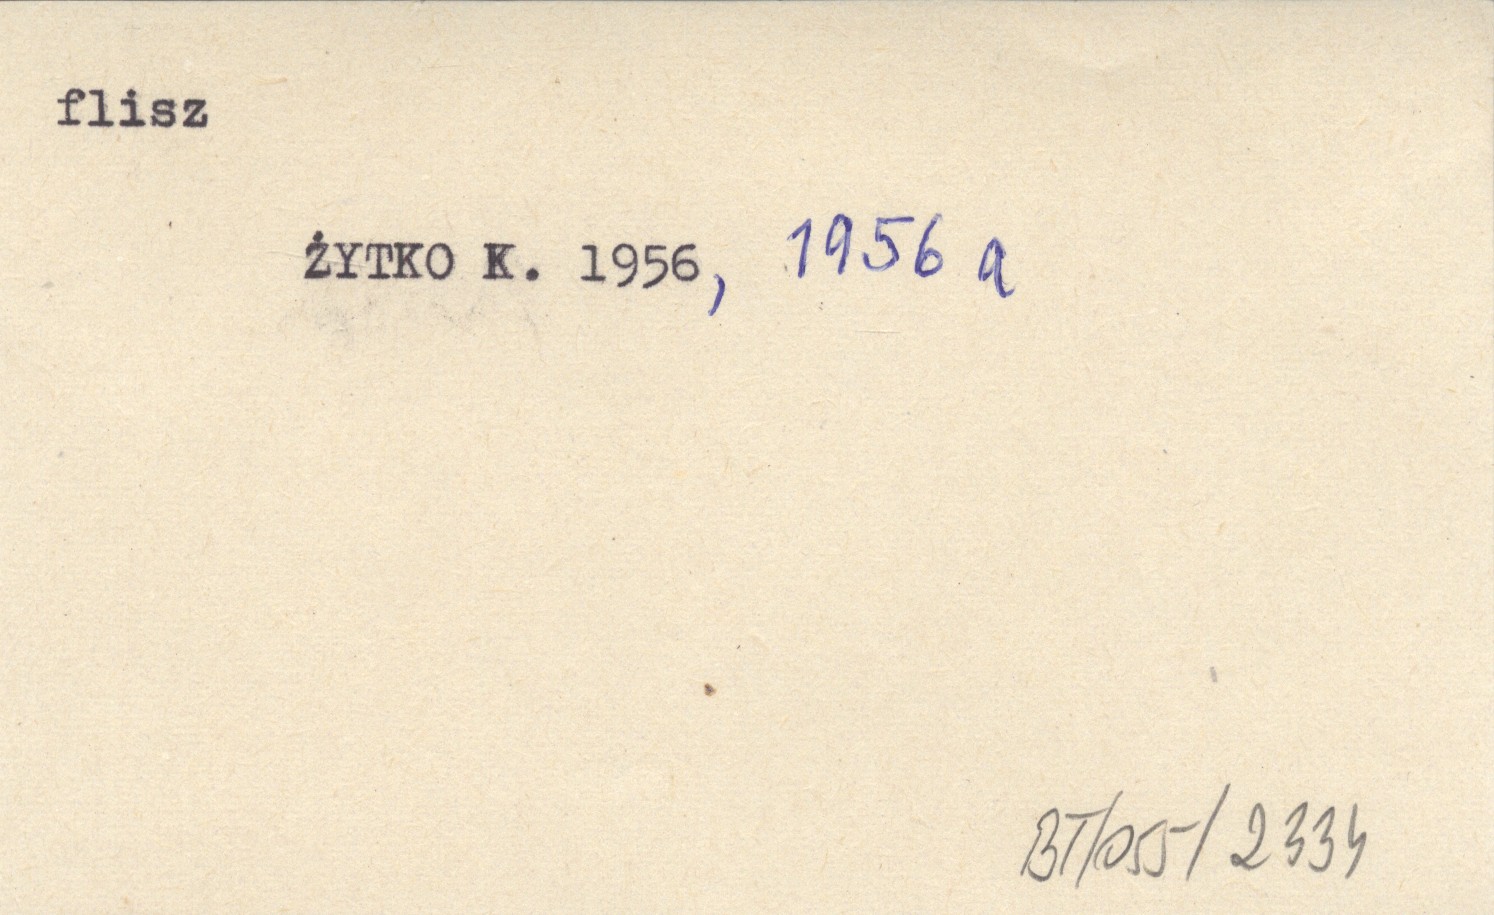 flisz
ŻYTKO K. 1956, 1956 a
BT/055/2334